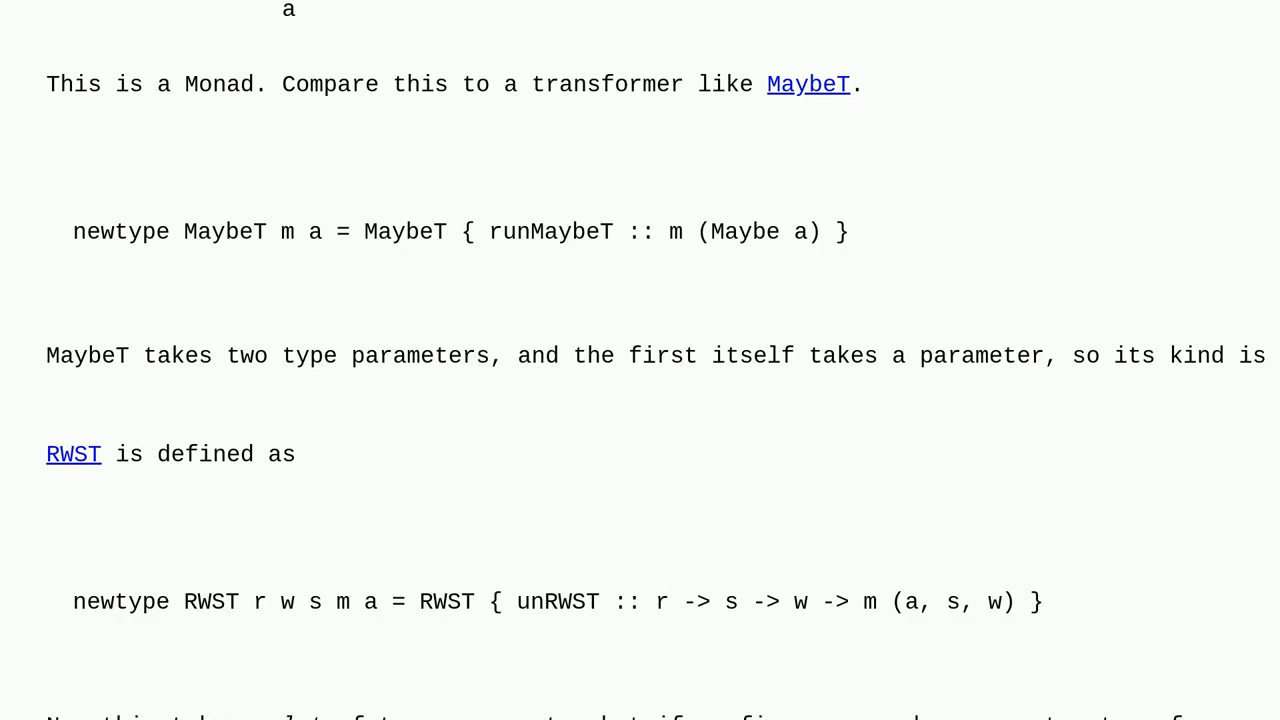 a
This is a Monad. Compare this to a transformer like MaybeT.
newtype MaybeT m a = MaybeT { runMaybeT :: m (Maybe a) }
MaybeT takes two type parameters, and the first itself takes a parameter, so its kind is
RWST is defined as
newtype RWST r w s m a = RWST { unRWST :: r -> s -> w -> m (a, s, w) }